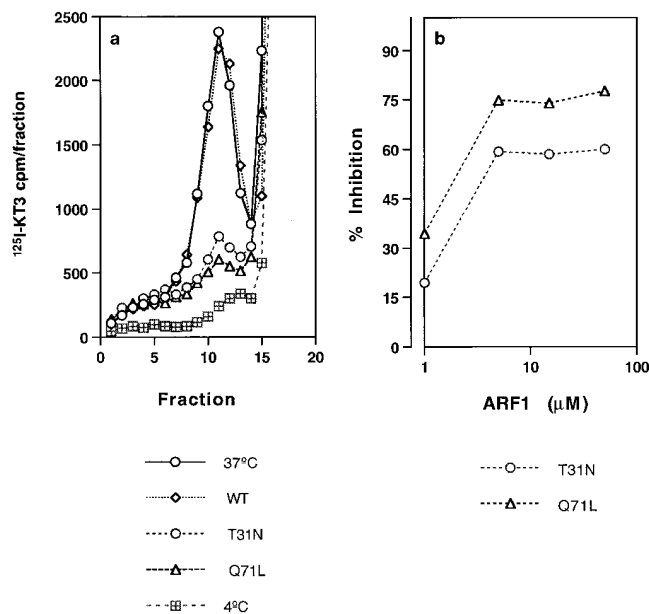 a
2500
2000
1500
1000
500
0
0 5 10 15 20
¹²⁵I-KT3 cpm/fraction
Fraction
37ºC
WT
T31N
Q71L
4ºC
b
90
75
60
45
30
15
0
1 10 100
% Inhibition
ARF1 (μM)
T31N
Q71L